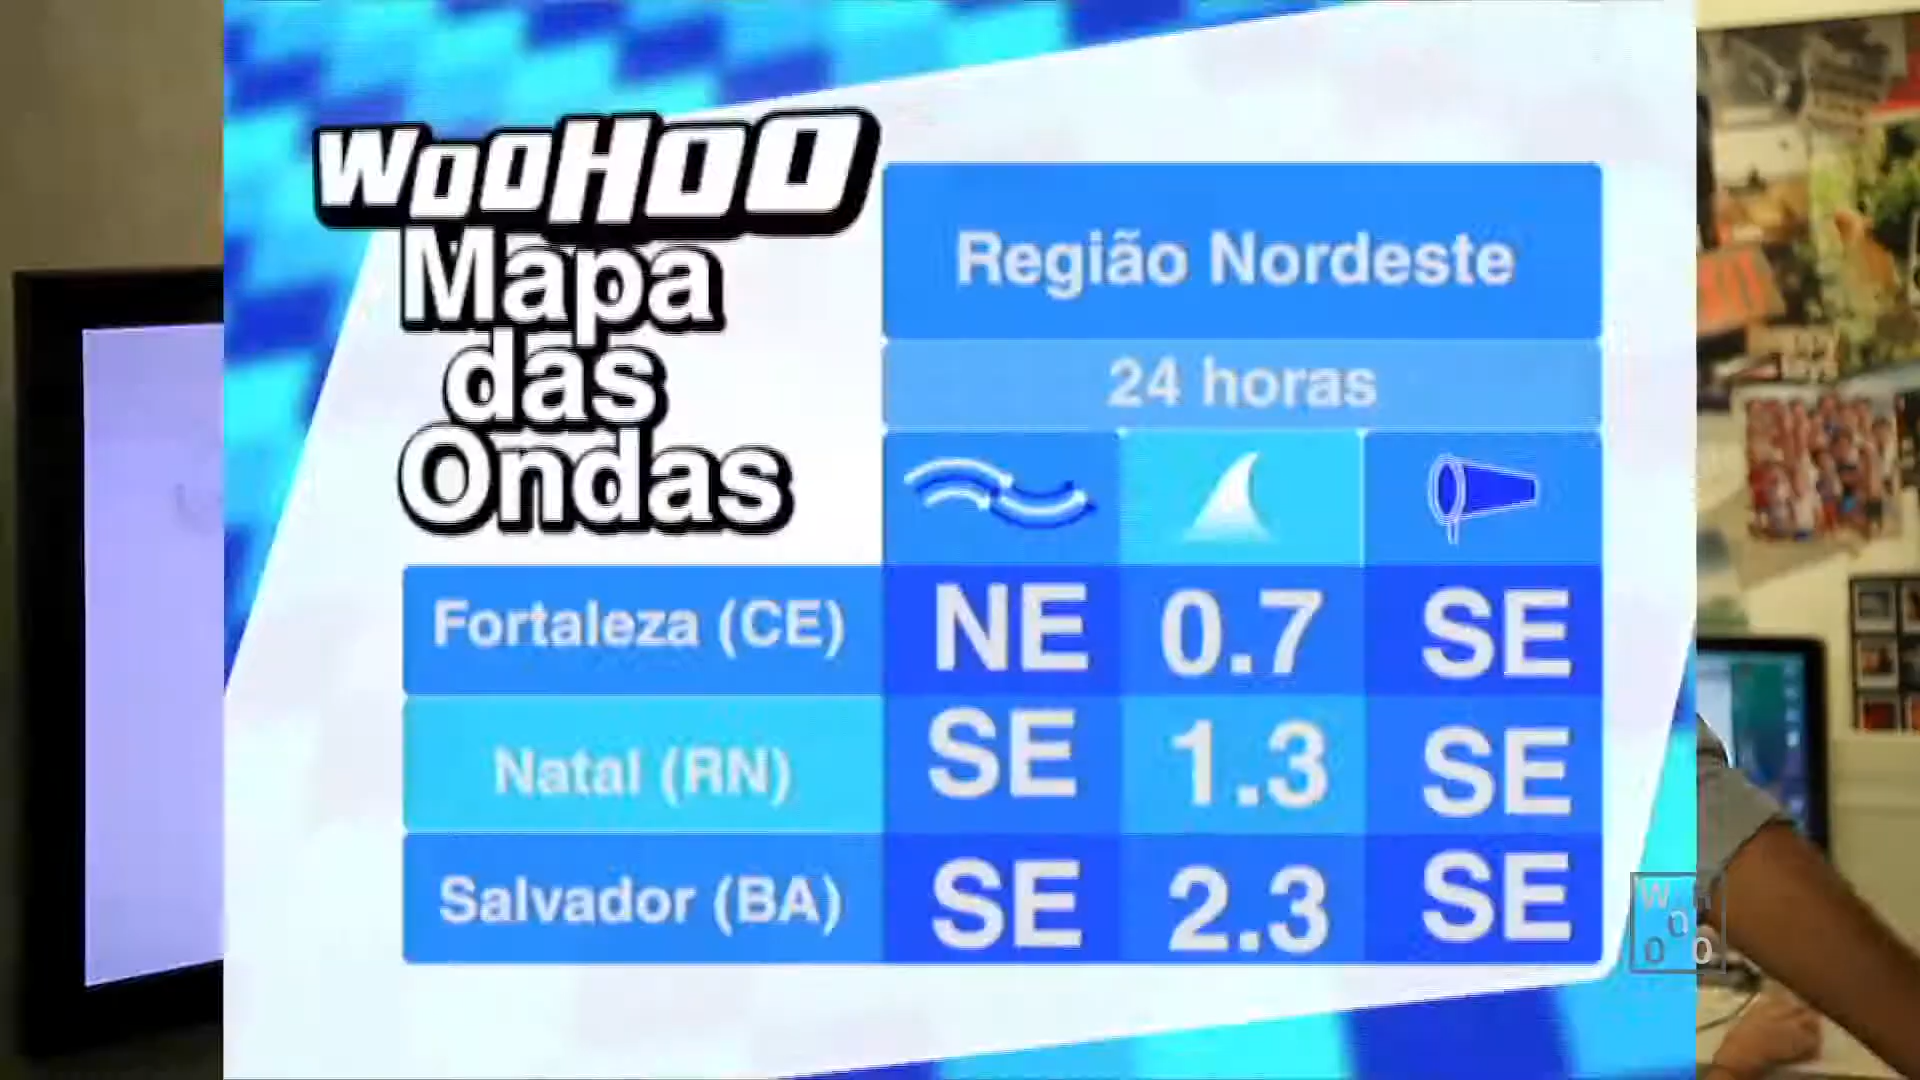 WOOHOO
Mapa
das
Ondas
Região Nordeste
24 horas
Fortaleza (CE) NE 0.7 SE
Natal (RN) SE 1.3 SE
Salvador (BA) SE 2.3 SE
WOOHOO